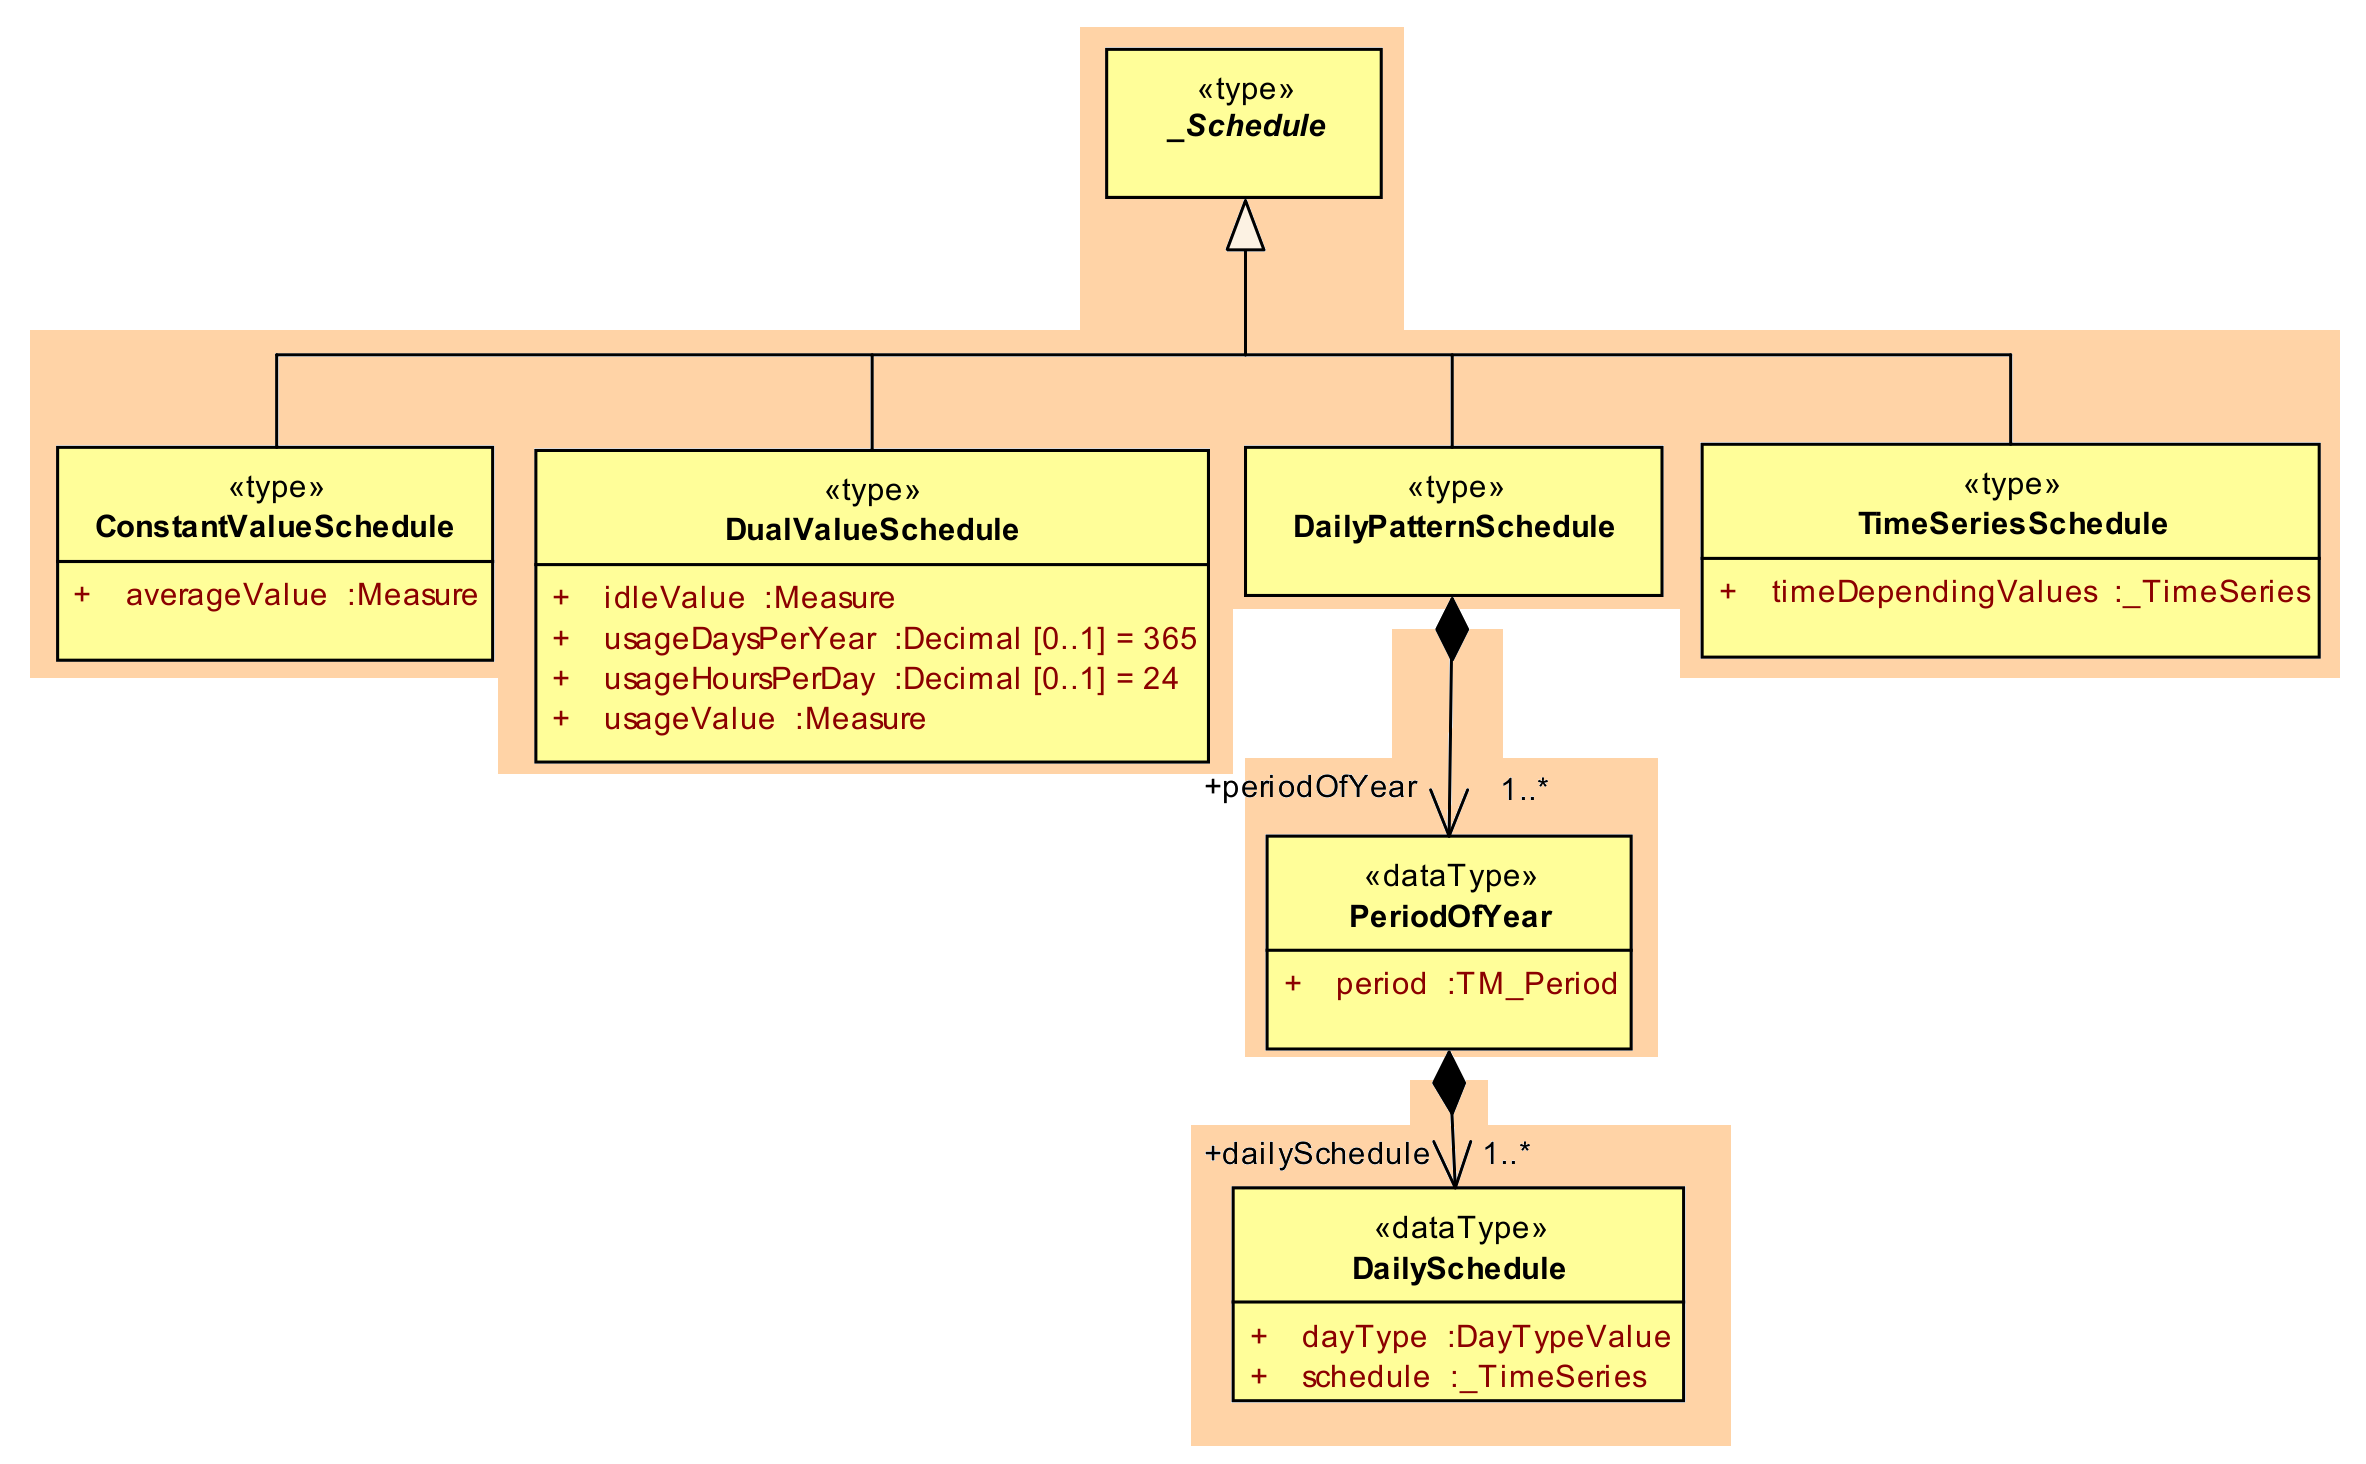 «type»
_Schedule
«type»
ConstantValueSchedule
+ averageValue :Measure
«type»
DualValueSchedule
+ idleValue :Measure
+ usageDaysPerYear :Decimal [0..1] = 365
+ usageHoursPerDay :Decimal [0..1] = 24
+ usageValue :Measure
«type»
DailyPatternSchedule
«type»
TimeSeriesSchedule
+ timeDependingValues :_TimeSeries
+periodOfYear 1..*
«dataType»
PeriodOfYear
+ period :TM_Period
+dailySchedule 1..*
«dataType»
DailySchedule
+ dayType :DayTypeValue
+ schedule :_TimeSeries